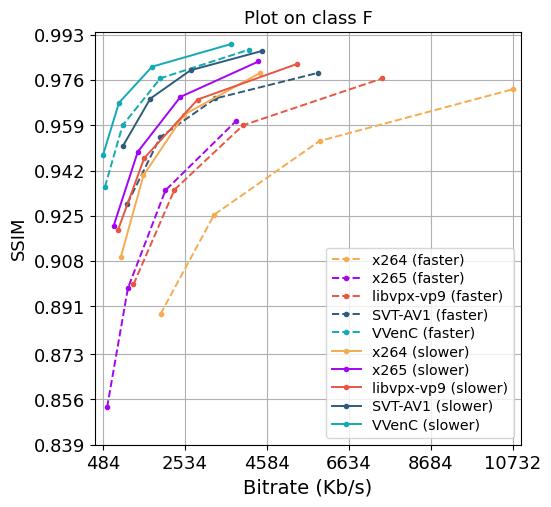 Plot on class F
0.993
0.976
0.959
0.942
0.925
0.908
0.891
0.873
0.856
0.839
SSIM
x264 (faster)
x265 (faster)
libvpx-vp9 (faster)
SVT-AV1 (faster)
VVenC (faster)
x264 (slower)
x265 (slower)
libvpx-vp9 (slower)
SVT-AV1 (slower)
VVenC (slower)
484 2534 4584 6634 8684 10732
Bitrate (Kb/s)